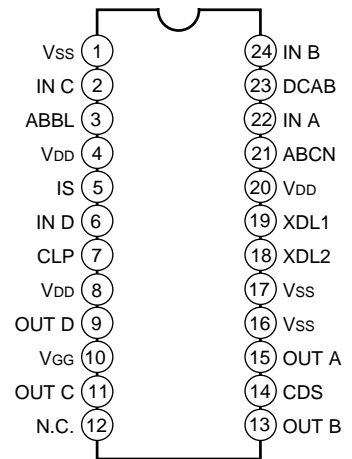 Vss 1 24 IN B
IN C 2 23 DCAB
ABBL 3 22 IN A
VDD 4 21 ABCN
IS 5 20 VDD
IN D 6 19 XDL1
CLP 7 18 XDL2
VDD 8 17 Vss
OUT D 9 16 Vss
VGG 10 15 OUT A
OUT C 11 14 CDS
N.C. 12 13 OUT B